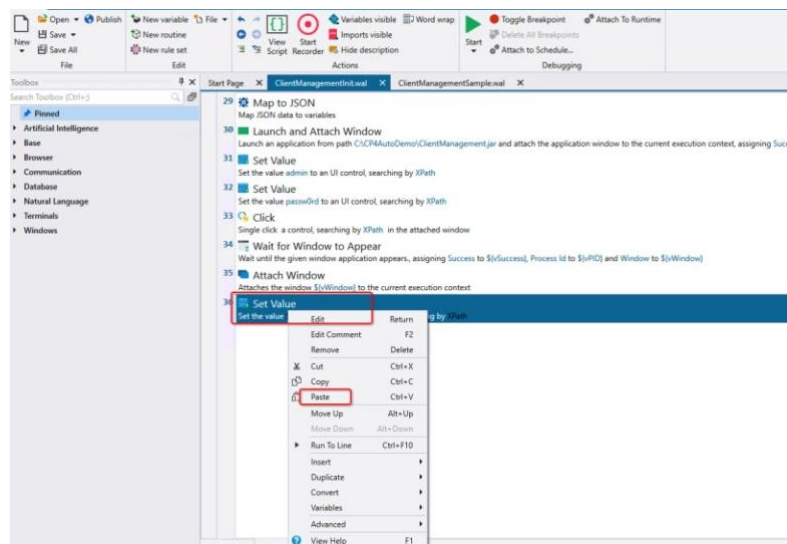 New
Open
Save
Save All
Publish
File
New variable
File
New routine
New rule set
Edit
View Script
Start Recorder
Variables visible
Word wrap
Imports visible
Hide description
Actions
Start
Toggle Breakpoint
Attach To Runtime
Delete All Breakpoints
Attach to Schedule...
Debugging
Toolbox
Search Toolbox (Ctrl+;)
Pinned
Artificial Intelligence
Base
Browser
Communication
Database
Natural Language
Terminals
Windows
Start Page
ClientManagementInit.wal
ClientManagementSample.wal
29 Map to JSON
Map JSON data to variables
30 Launch and Attach Window
Launch an application from path C:\CP4AutoDemo\ClientManagement.jar and attach the application window to the current execution context, assigning Suc
31 Set Value
Set the value admin to an UI control, searching by XPath
32 Set Value
Set the value passw0rd to an UI control, searching by XPath
33 Click
Single click a control, searching by XPath in the attached window
34 Wait for Window to Appear
Wait until the given window application appears., assigning Success to ${vSuccess}, Process Id to ${vPID} and Window to ${vWindow}
35 Attach Window
Attaches the window ${vWindow} to the current execution context
36 Set Value
Set the value
g by XPath
Edit Return
Edit Comment F2
Remove Delete
Cut Ctrl+X
Copy Ctrl+C
Paste Ctrl+V
Move Up Alt+Up
Move Down Alt+Down
Run To Line Ctrl+F10
Insert
Duplicate
Convert
Variables
Advanced
View Help F1